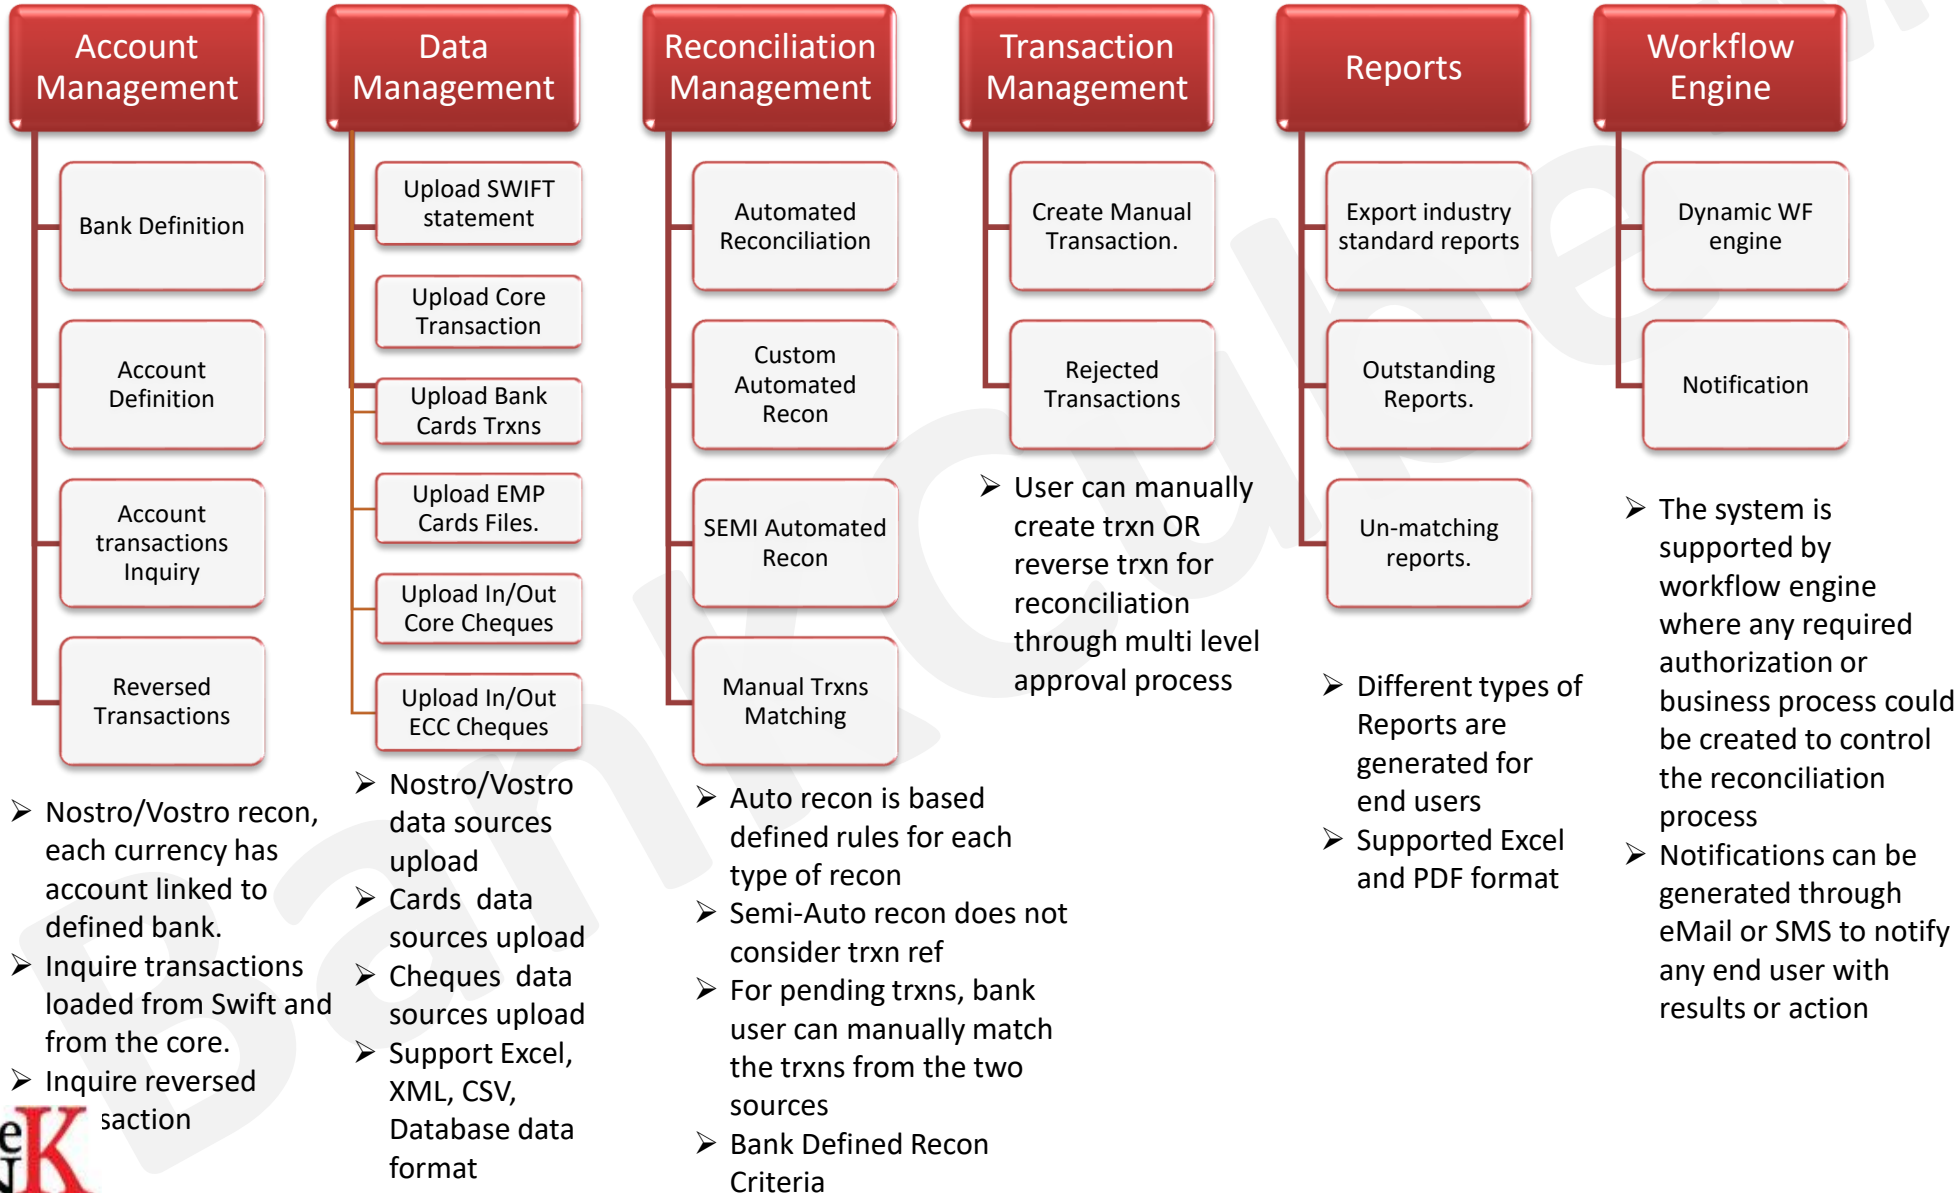 Account
Management
Bank Definition
Account
Definition
Account
transactions
Inquiry
Reversed
Transactions
➢ Nostro/Vostro recon,
each currency has
account linked to
defined bank.
➢ Inquire transactions
loaded from Swift and
from the core.
➢ Inquire reversed
saction
Data
Management
Upload SWIFT
statement
Upload Core
Transaction
Upload Bank
Cards Trxns
Upload EMP
Cards Files.
Upload In/Out
Core Cheques
Upload In/Out
ECC Cheques
➢ Nostro/Vostro
data sources
upload
➢ Cards data
sources upload
➢ Cheques data
sources upload
➢ Support Excel,
XML, CSV,
Database data
format
Reconciliation
Management
Automated
Reconciliation
Custom
Automated
Recon
SEMI Automated
Recon
Manual Trxns
Matching
➢ Auto recon is based
defined rules for each
type of recon
➢ Semi-Auto recon does not
consider trxn ref
➢ For pending trxns, bank
user can manually match
the trxns from the two
sources
➢ Bank Defined Recon
Criteria
Transaction
Management
Create Manual
Transaction.
Rejected
Transactions
➢ User can manually
create trxn OR
reverse trxn for
reconciliation
through multi level
approval process
Reports
Export industry
standard reports
Outstanding
Reports.
Un-matching
reports.
➢ Different types of
Reports are
generated for
end users
➢ Supported Excel
and PDF format
Workflow
Engine
Dynamic WF
engine
Notification
➢ The system is
supported by
workflow engine
where any required
authorization or
business process could
be created to control
the reconciliation
process
➢ Notifications can be
generated through
eMail or SMS to notify
any end user with
results or action
BankCube
e
N
K